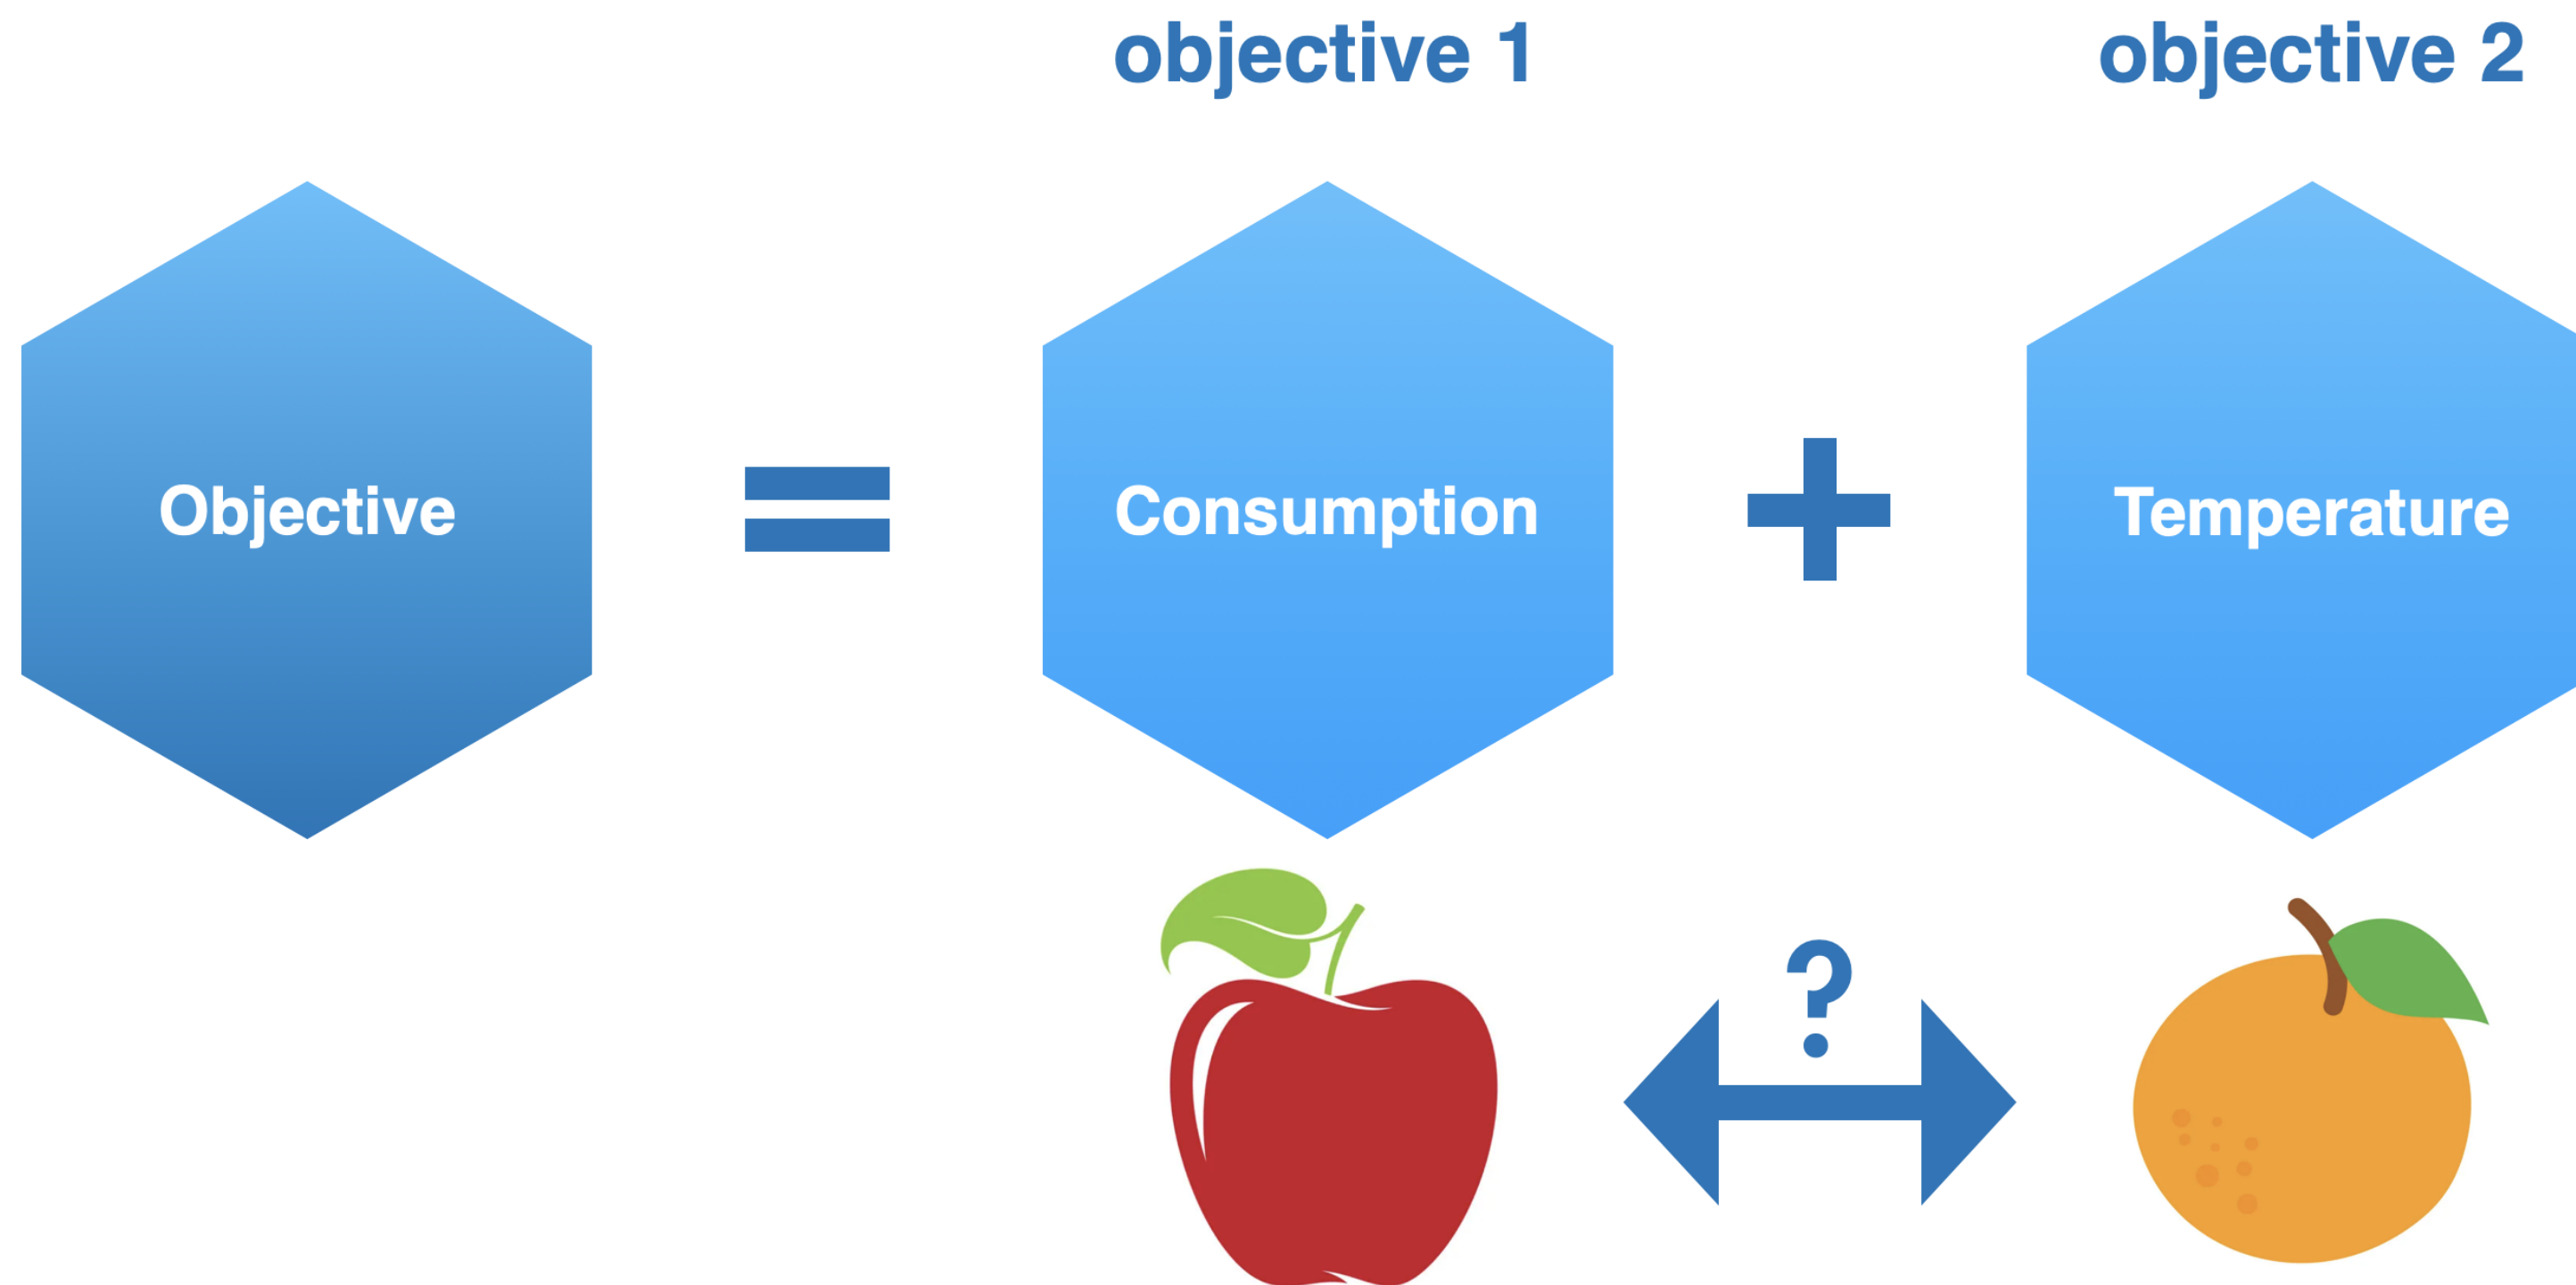 objective 1
objective 2
Objective
=
Consumption
+
Temperature
?